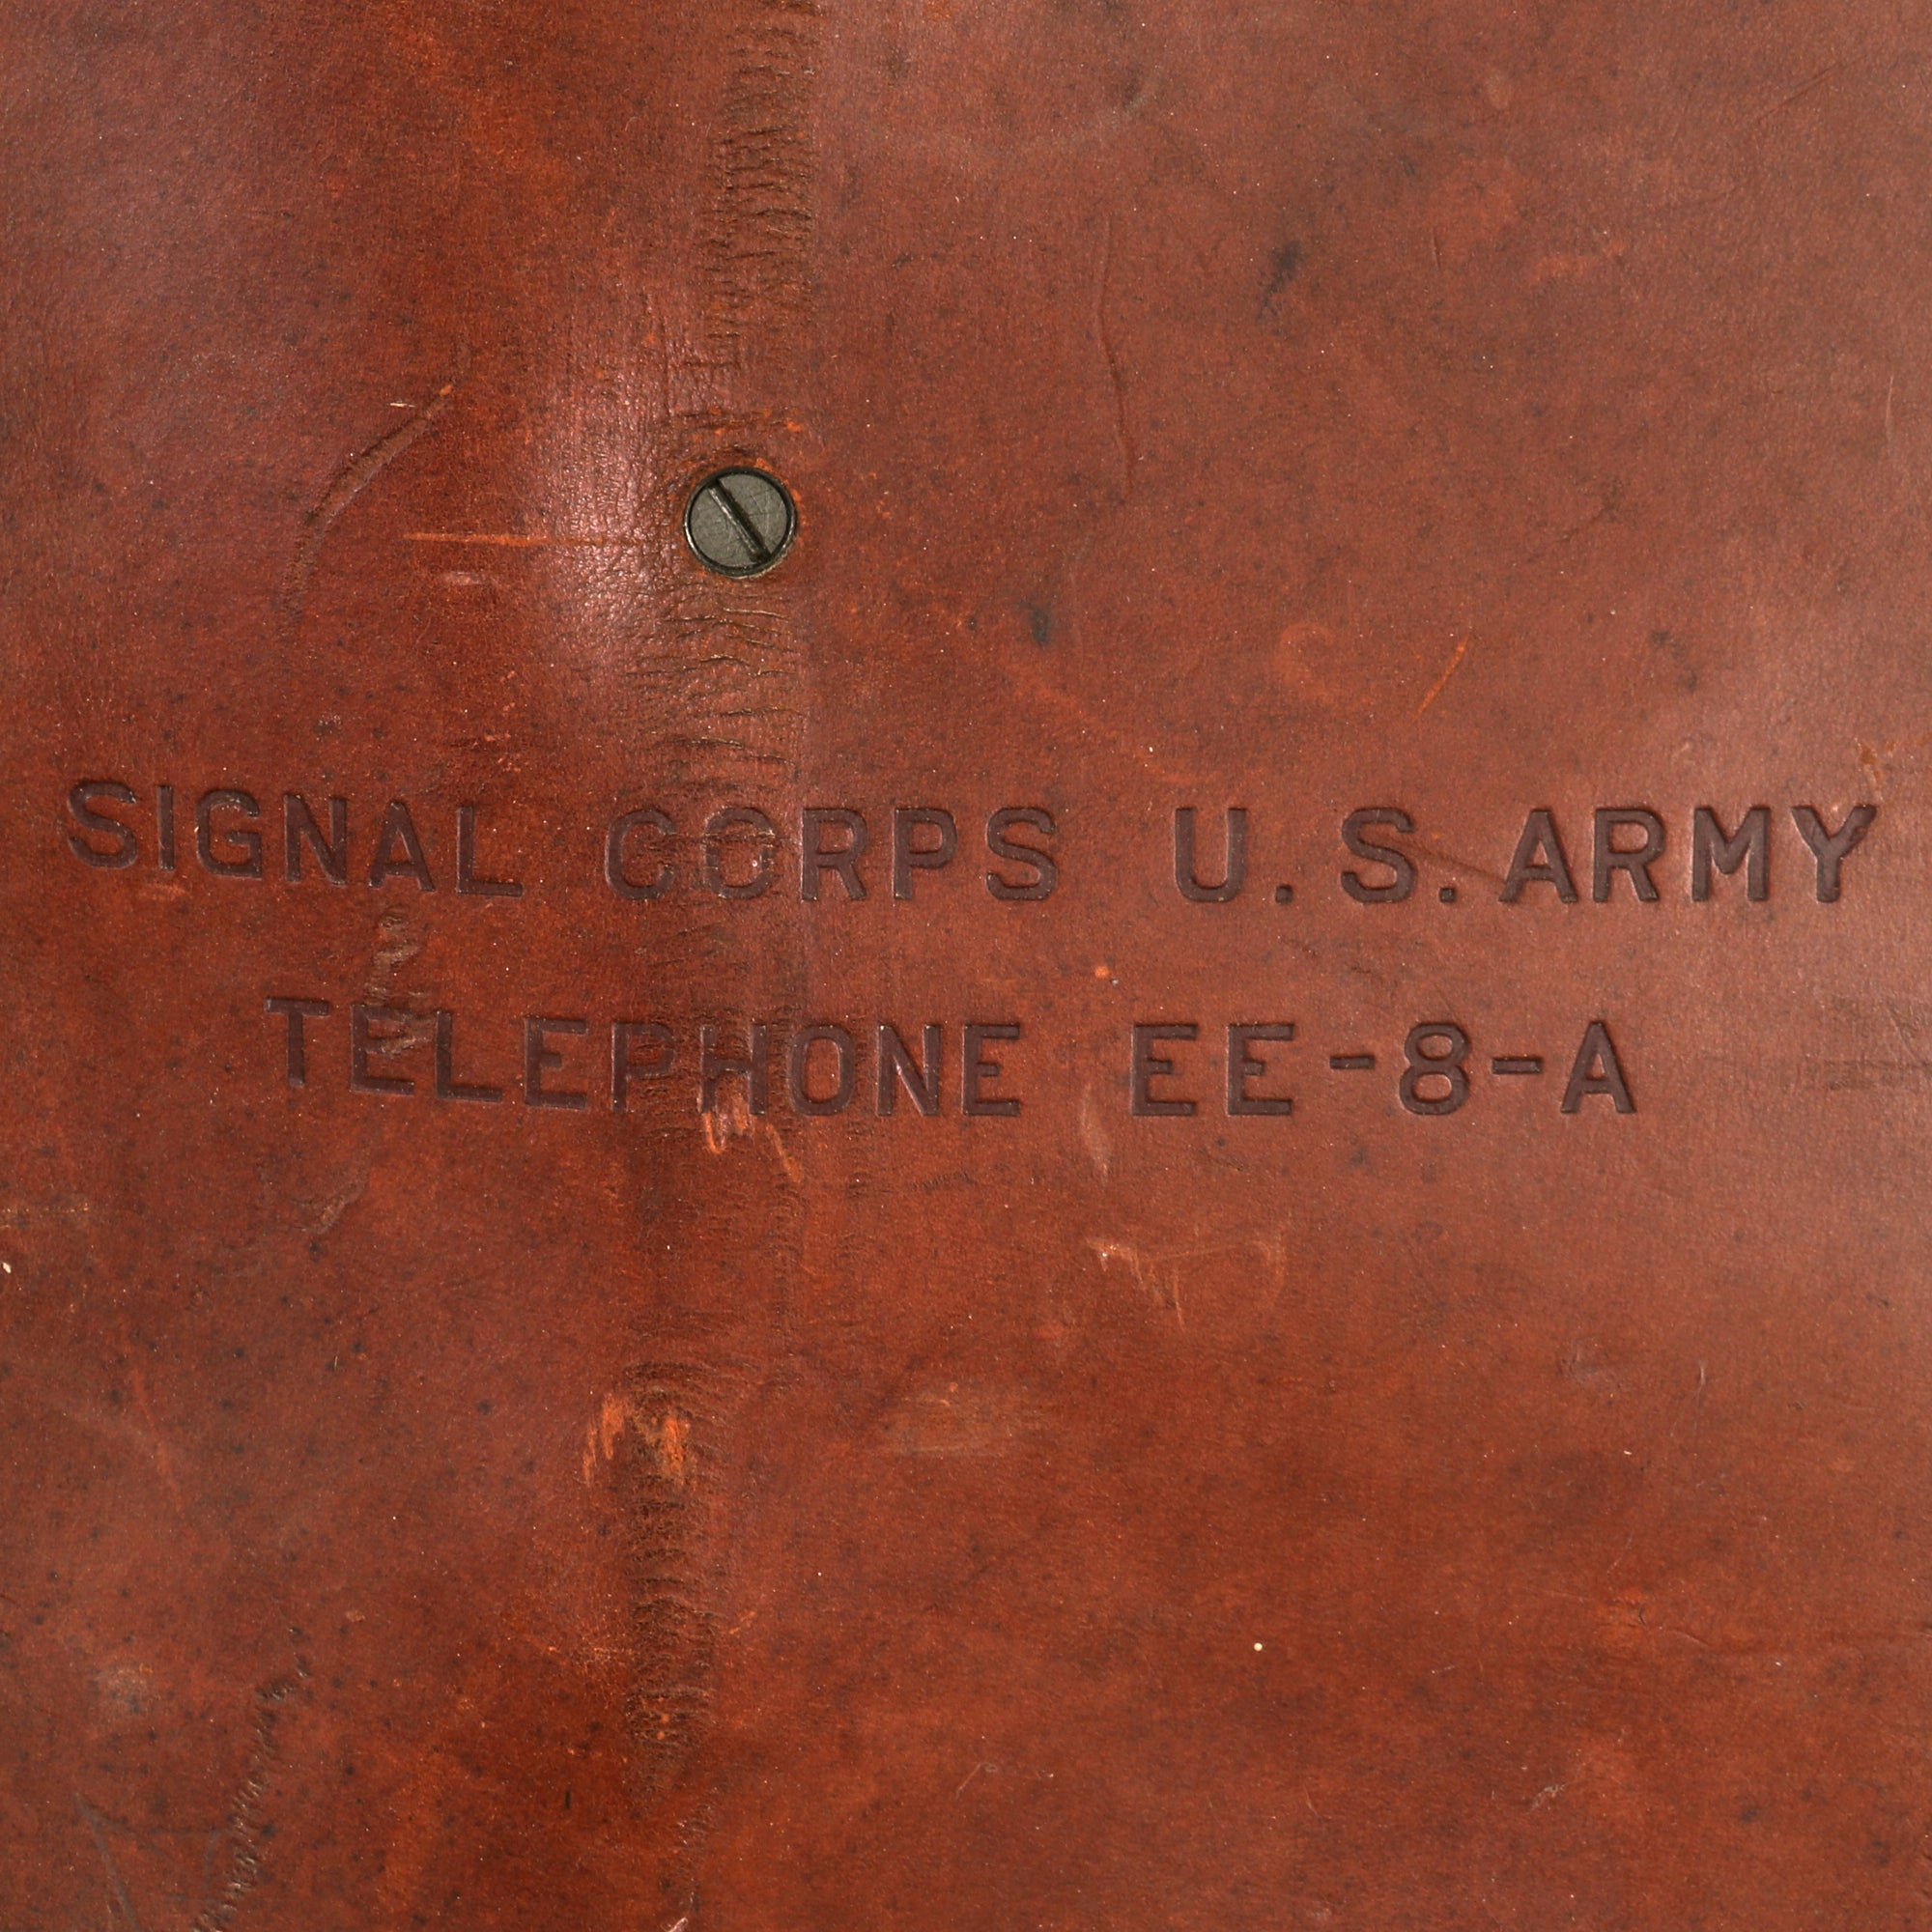 SIGNAL CORPS U.S. ARMY
TELEPHONE EE-8-A